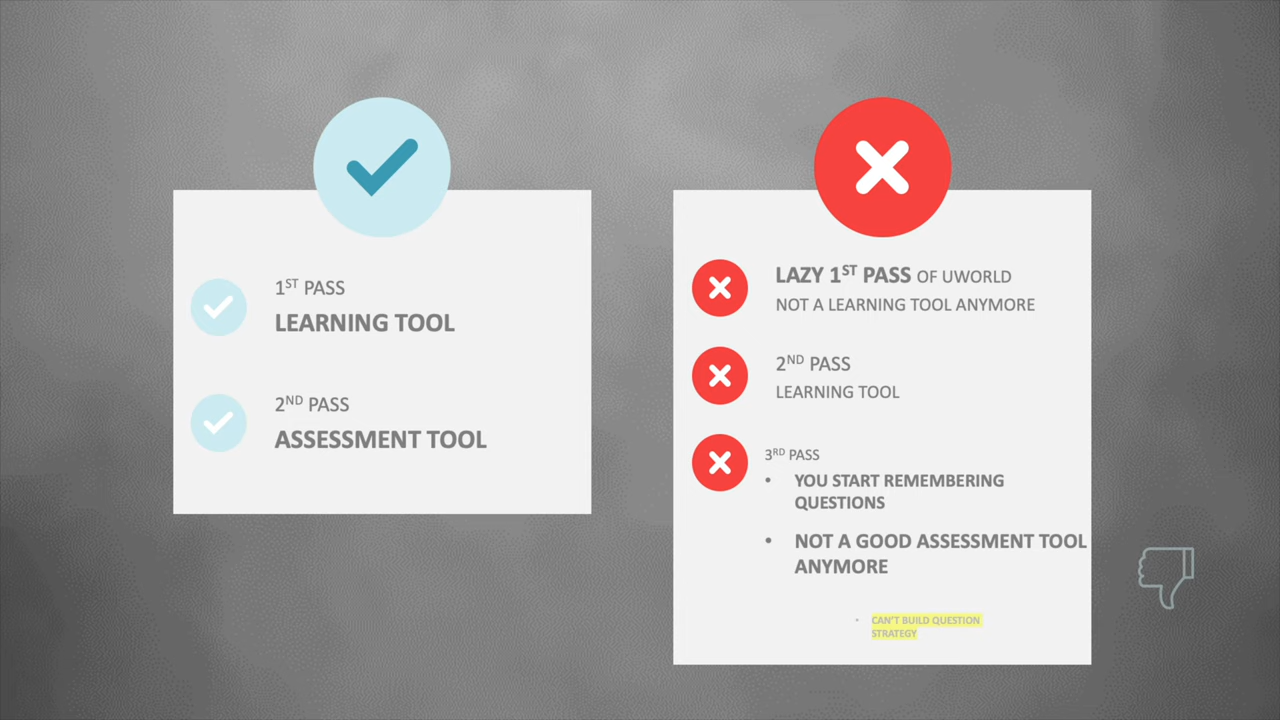 1ST PASS
LEARNING TOOL
2ND PASS
ASSESSMENT TOOL
LAZY 1ST PASS OF UWORLD
NOT A LEARNING TOOL ANYMORE
2ND PASS
LEARNING TOOL
3RD PASS
• YOU START REMEMBERING
QUESTIONS
• NOT A GOOD ASSESSMENT TOOL
ANYMORE
• CAN'T BUILD QUESTION
STRATEGY